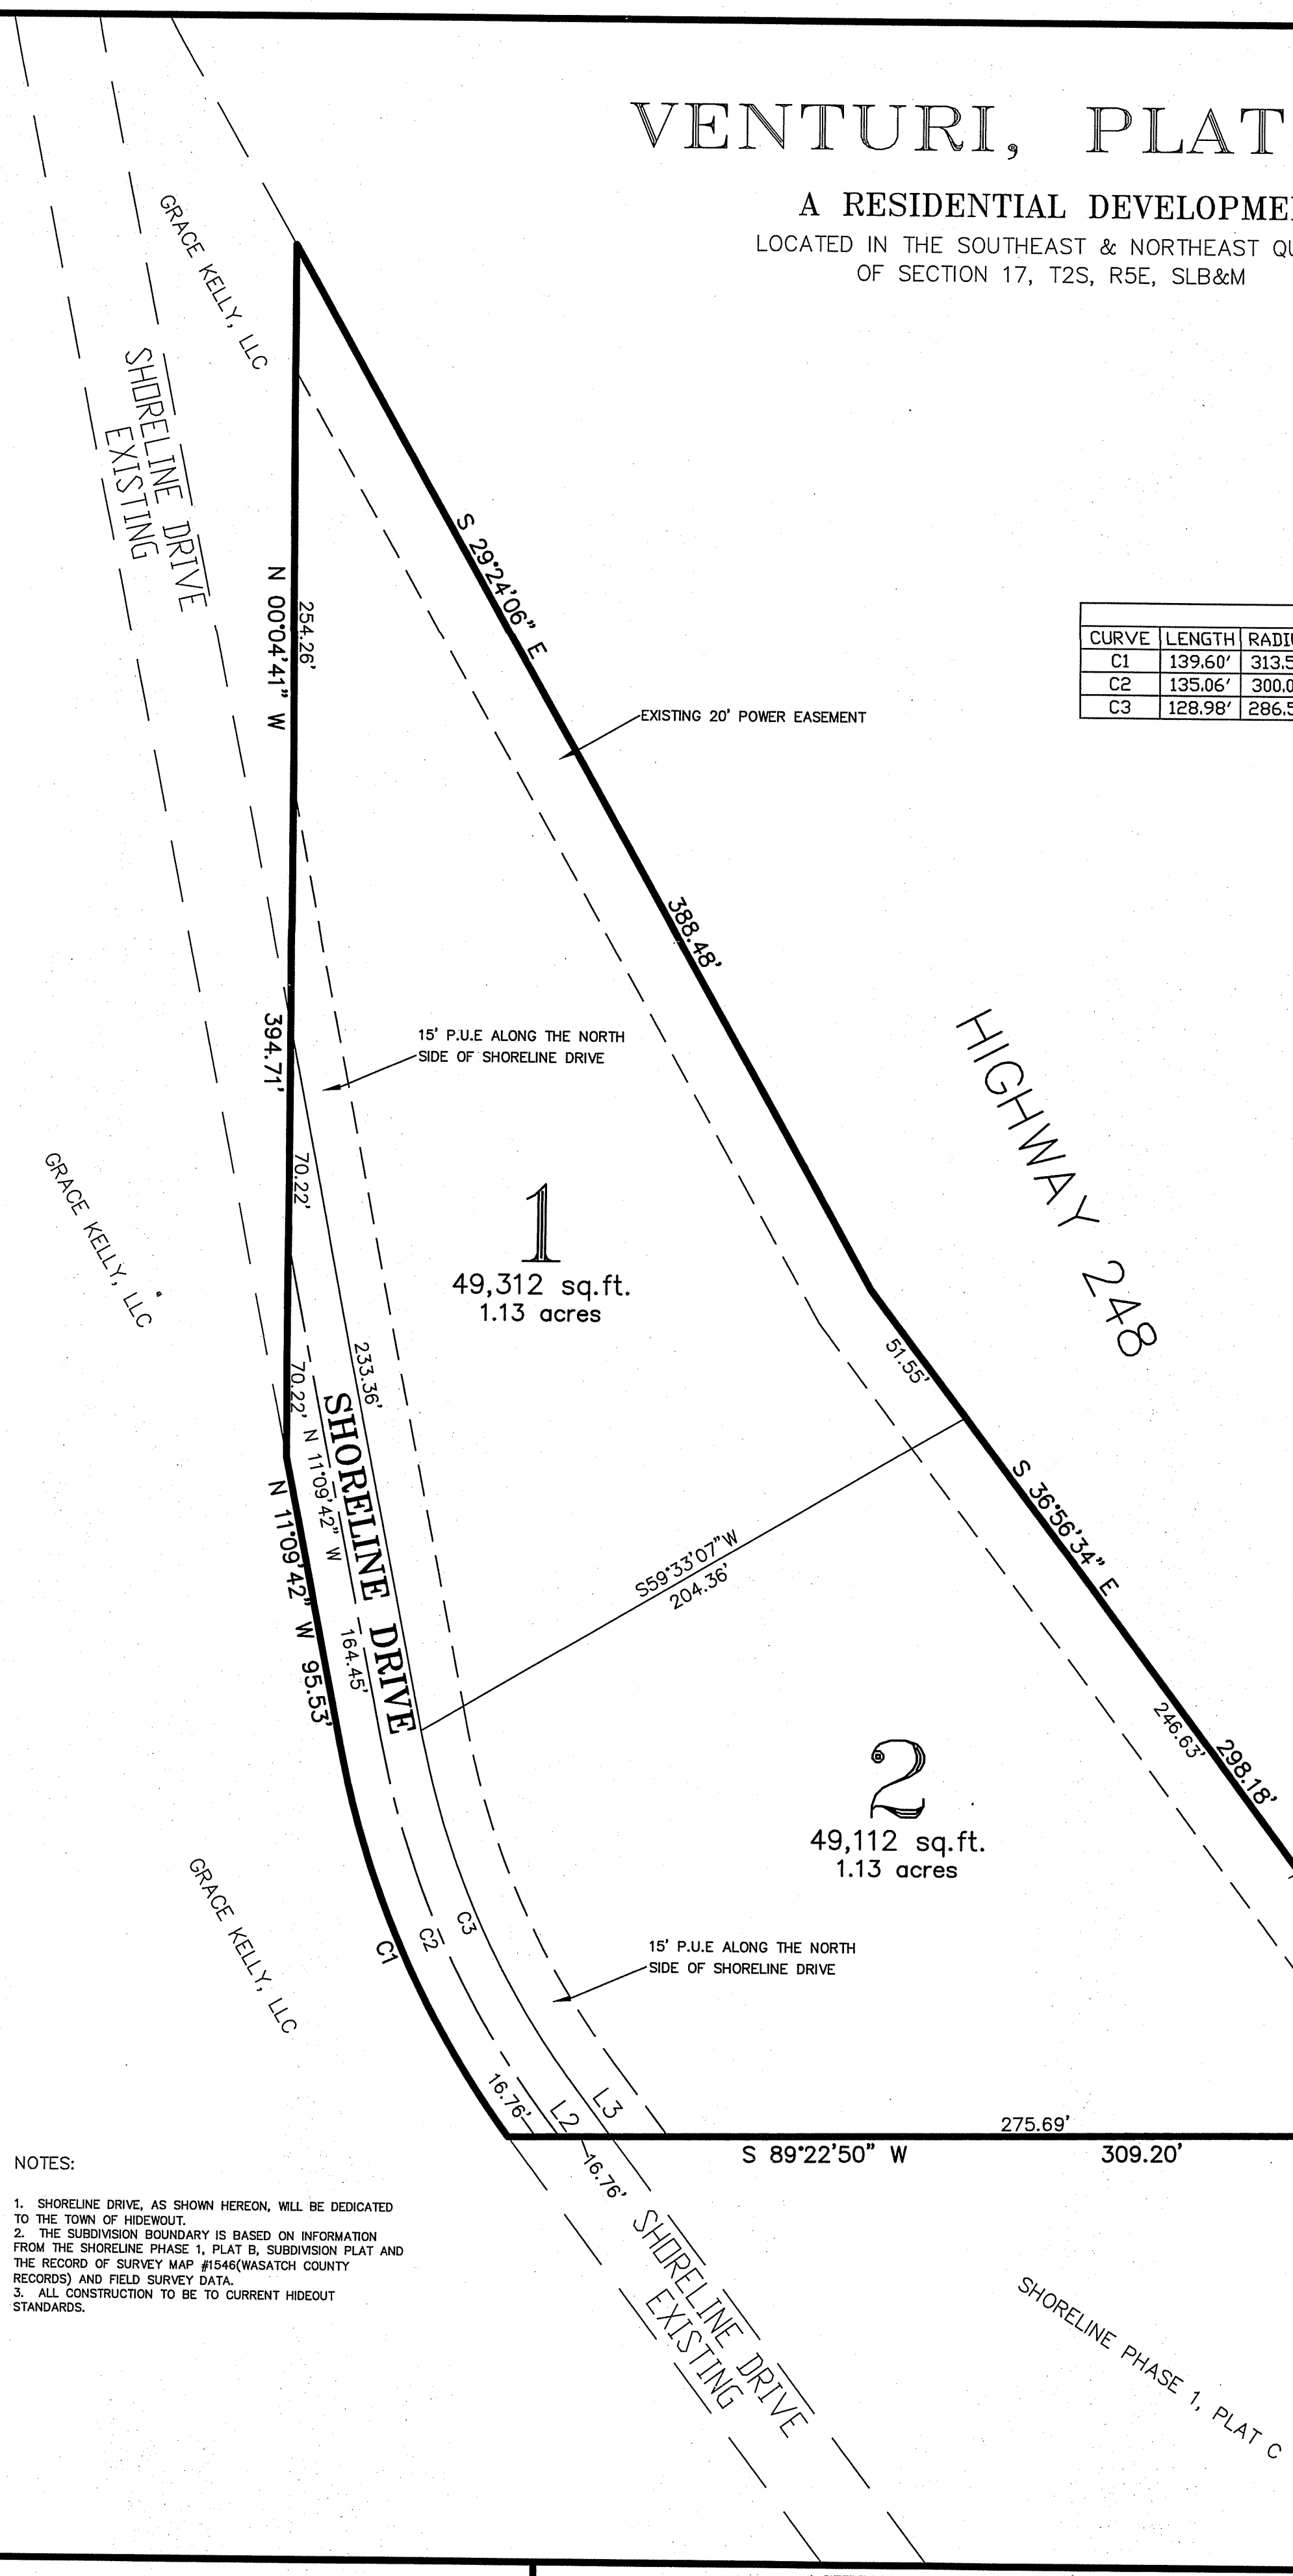 VENTURI, PLAT
A RESIDENTIAL DEVELOPME
LOCATED IN THE SOUTHEAST & NORTHEAST QU
OF SECTION 17, T2S, R5E, SLB&M
GRACE KELLY, LLC
SHORELINE DRIVE
EXISTING
S 29°24'06" E
254.26'
N 00°04'41" W
CURVE LENGTH RADIU
C1 139.60' 313.5
C2 135.06' 300.0
C3 128.98' 286.5
EXISTING 20' POWER EASEMENT
388.48'
394.71'
15' P.U.E ALONG THE NORTH
SIDE OF SHORELINE DRIVE
HIGHWAY 248
70.22'
GRACE KELLY, LLC
1
49,312 sq.ft.
1.13 acres
51.55'
233.36'
70.22'
N 11°09'42" W
SHORELINE DRIVE
164.45'
N 11°09'42" W 95.53'
S59°33'07"W
204.36'
S 36°56'34" E
246.63'
298.18'
2
49,112 sq.ft.
1.13 acres
GRACE KELLY, LLC
C1
C2
C3
15' P.U.E ALONG THE NORTH
SIDE OF SHORELINE DRIVE
16.76'
L2
L3
275.69'
S 89°22'50" W
309.20'
16.76'
SHORELINE DRIVE
EXISTING
NOTES:
1. SHORELINE DRIVE, AS SHOWN HEREON, WILL BE DEDICATED
TO THE TOWN OF HIDEWOUT.
2. THE SUBDIVISION BOUNDARY IS BASED ON INFORMATION
FROM THE SHORELINE PHASE 1, PLAT B, SUBDIVISION PLAT AND
THE RECORD OF SURVEY MAP #1546(WASATCH COUNTY
RECORDS) AND FIELD SURVEY DATA.
3. ALL CONSTRUCTION TO BE TO CURRENT HIDEOUT
STANDARDS.
SHORELINE PHASE 1, PLAT C